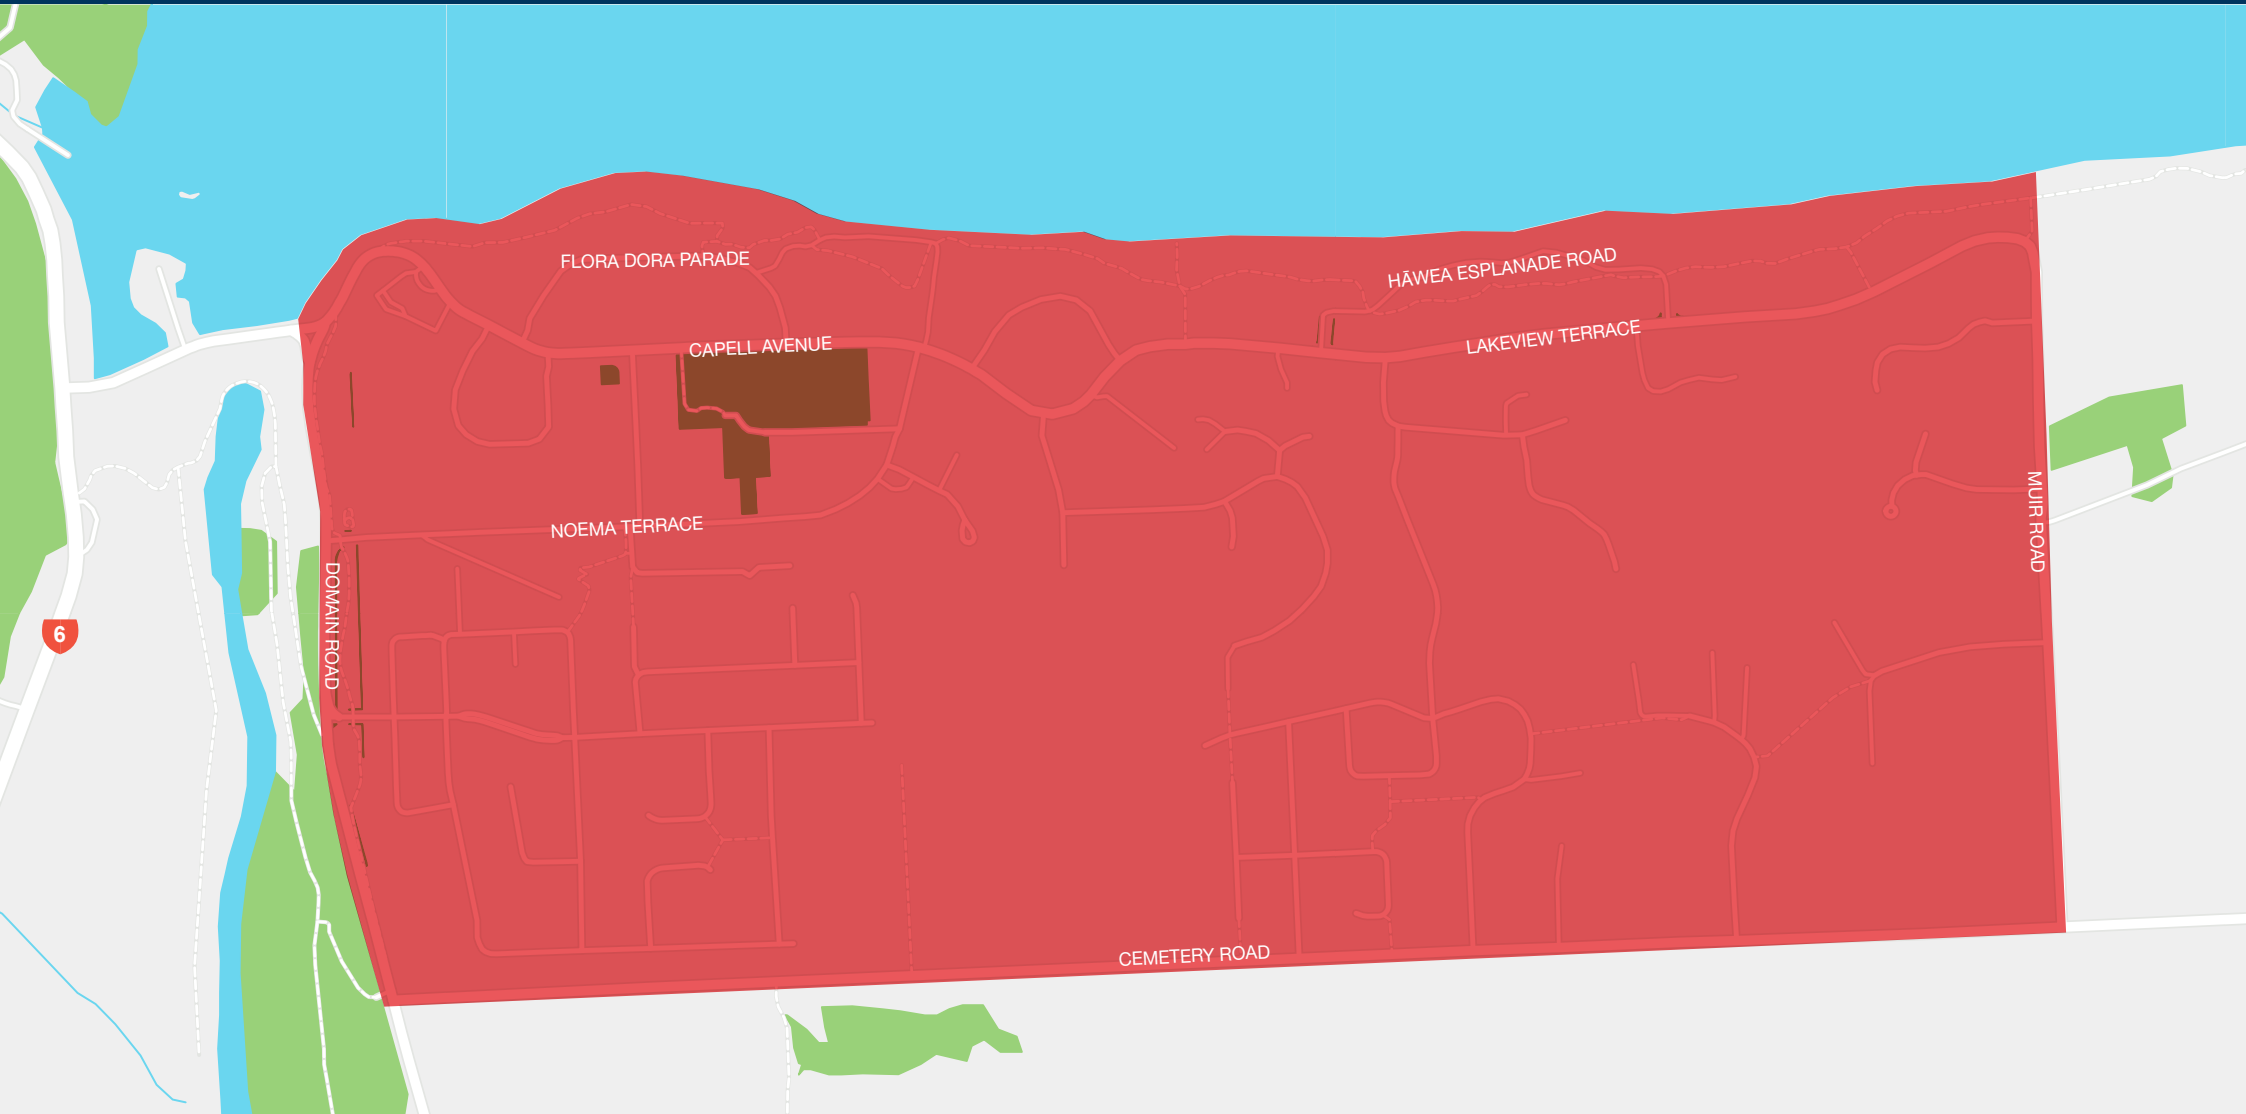 FLORA DORA PARADE
HĀWEA ESPLANADE ROAD
CAPELL AVENUE
LAKEVIEW TERRACE
NOEMA TERRACE
MUIR ROAD
DOMAIN ROAD
6
CEMETERY ROAD